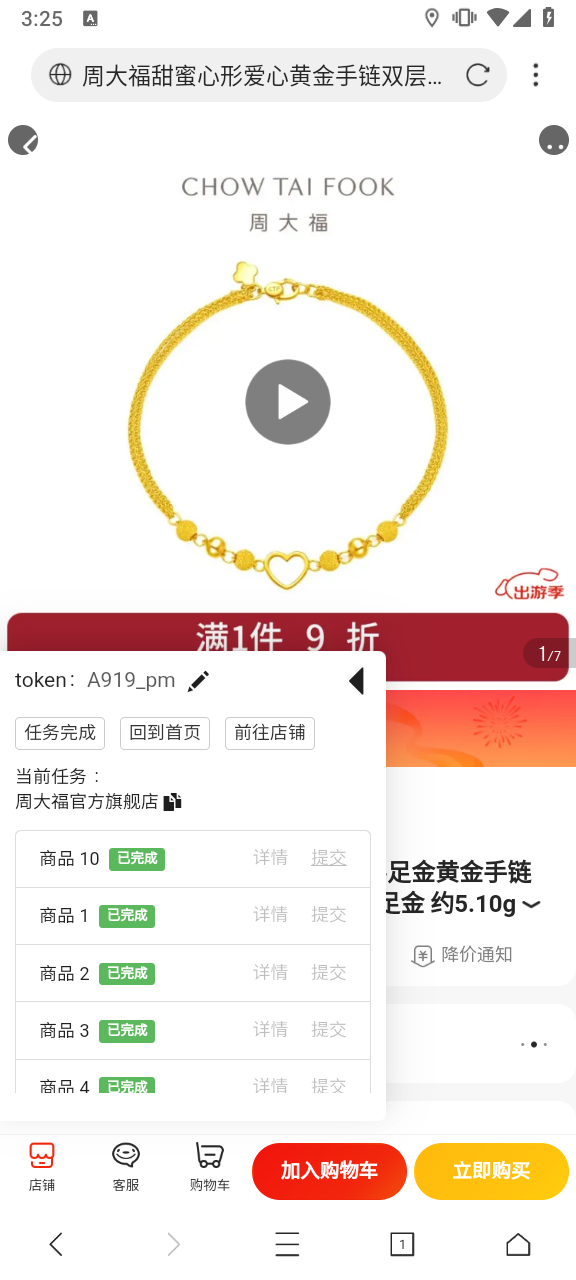 3:25
A
周大福甜蜜心形爱心黄金手链双层...
CHOW TAI FOOK
周大福
出游季
满1件 9 折
1/7
token: A919_pm
任务完成 回到首页 前往店铺
当前任务：
周大福官方旗舰店
商品 10 已完成 详情 提交
商品 1 已完成 详情 提交
商品 2 已完成 详情 提交
商品 3 已完成 详情 提交
商品 4 已完成 详情 提交
足金黄金手链
足金 约5.10g
降价通知
店铺 客服 购物车 加入购物车 立即购买
1